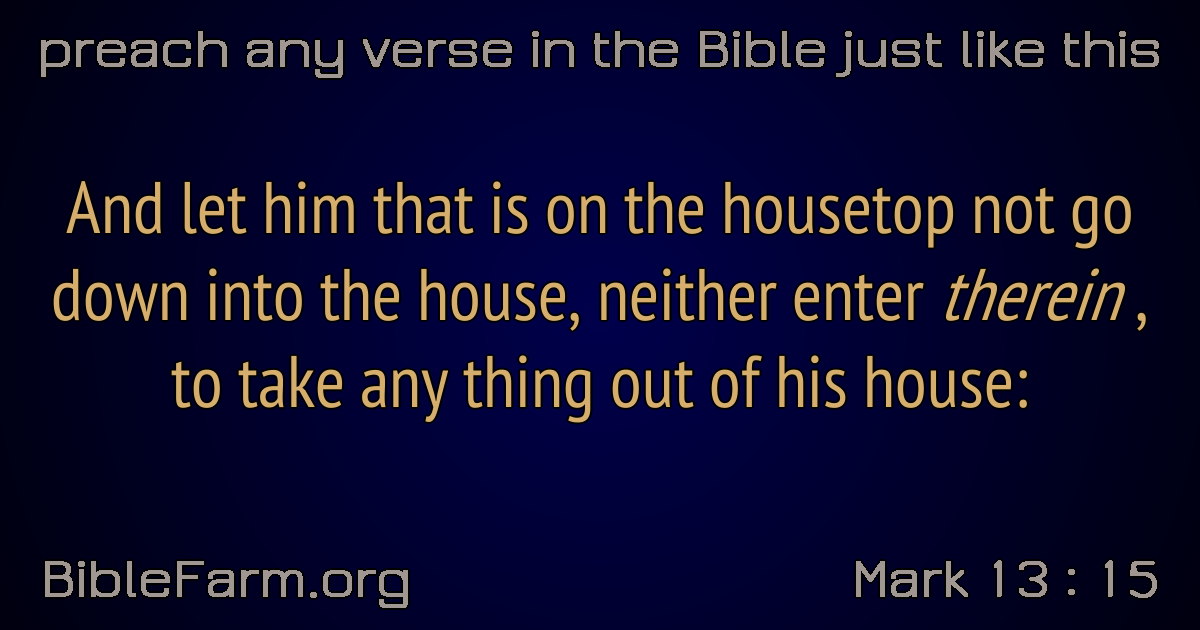 preach any verse in the Bible just like this
And let him that is on the housetop not go
down into the house, neither enter therein ,
to take any thing out of his house:
BibleFarm.org
Mark 13 : 15